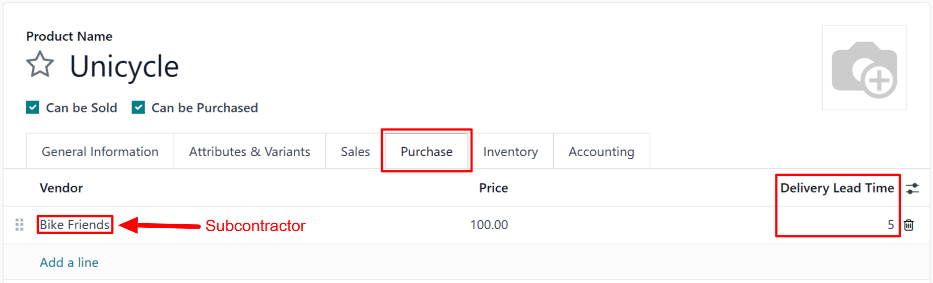 Product Name
Unicycle
Can be Sold Can be Purchased
General Information Attributes & Variants Sales Purchase Inventory Accounting
Vendor Price Delivery Lead Time
Bike Friends Subcontractor 100.00 5
Add a line